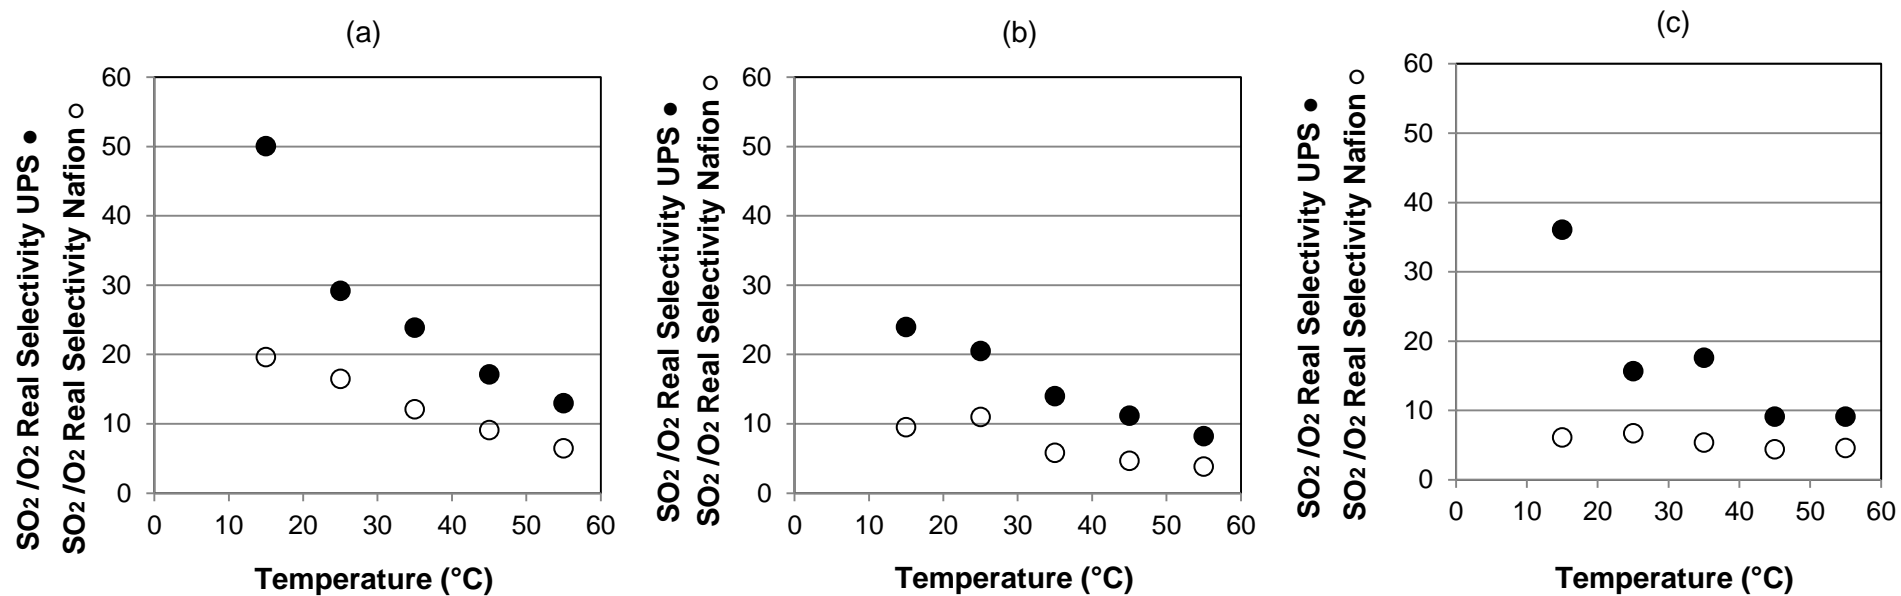 (a)
SO2 /O2 Real Selectivity UPS ●
SO2 /O2 Real Selectivity Nafion ○
60
50
40
30
20
10
0
0 10 20 30 40 50 60
Temperature (°C)
(b)
SO2 /O2 Real Selectivity UPS ●
SO2 /O2 Real Selectivity Nafion ○
60
50
40
30
20
10
0
0 10 20 30 40 50 60
Temperature (°C)
(c)
SO2 /O2 Real Selectivity UPS ●
SO2 /O2 Real Selectivity Nafion ○
60
50
40
30
20
10
0
0 10 20 30 40 50 60
Temperature (°C)